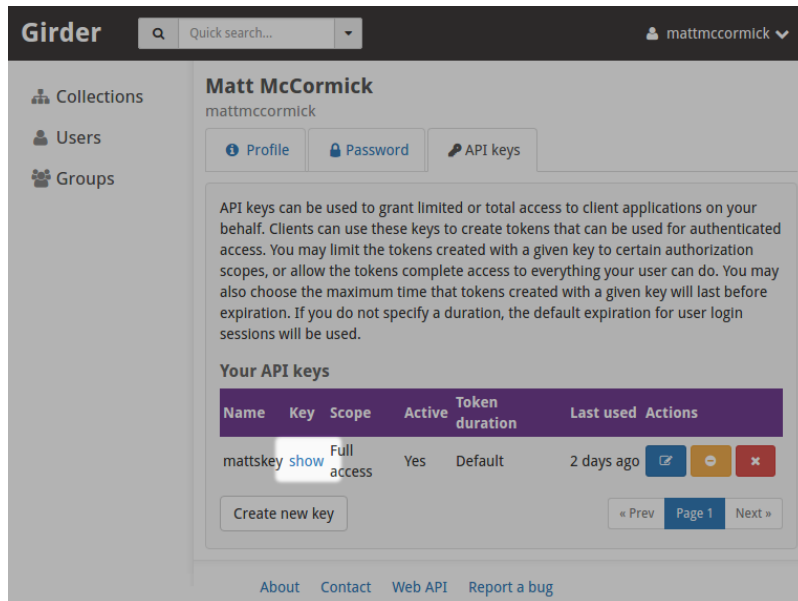 Girder
Quick search...
mattmccormick
Collections
Users
Groups
Matt McCormick
mattmccormick
Profile
Password
API keys
API keys can be used to grant limited or total access to client applications on your
behalf. Clients can use these keys to create tokens that can be used for authenticated
access. You may limit the tokens created with a given key to certain authorization
scopes, or allow the tokens complete access to everything your user can do. You may
also choose the maximum time that tokens created with a given key will last before
expiration. If you do not specify a duration, the default expiration for user login
sessions will be used.
Your API keys
Name Key Scope Active Token duration Last used Actions
mattskey show Full access Yes Default 2 days ago
Create new key
« Prev Page 1 Next »
About Contact Web API Report a bug